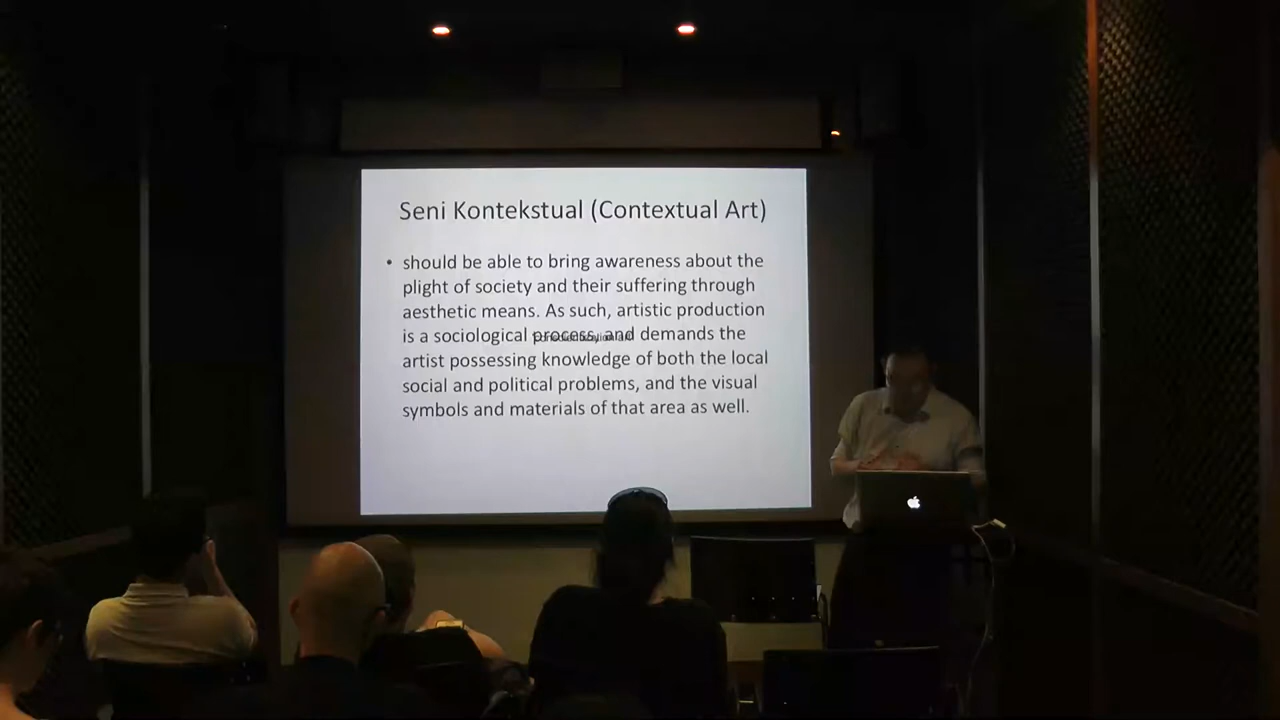 Seni Kontekstual (Contextual Art)
• should be able to bring awareness about the
plight of society and their suffering through
aesthetic means. As such, artistic production
is a sociological process, and demands the
artist possessing knowledge of both the local
social and political problems, and the visual
symbols and materials of that area as well.